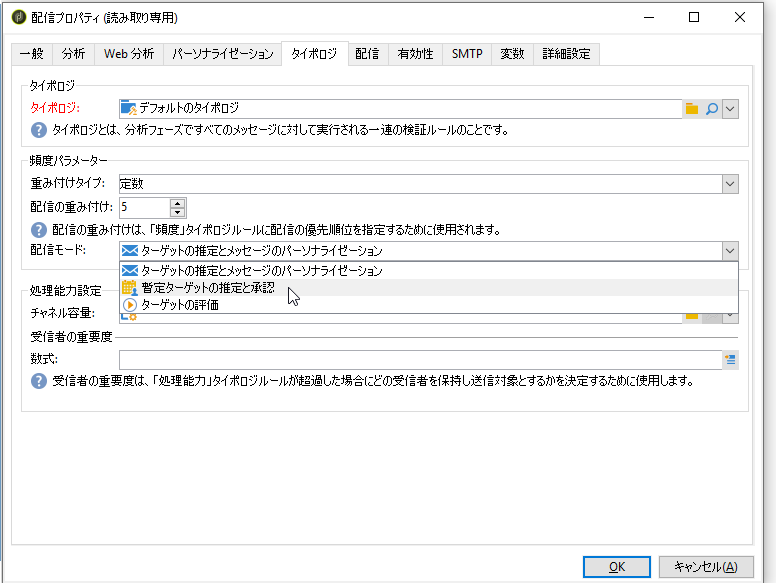 配信プロパティ (読み取り専用)
一般 分析 Web 分析 パーソナライゼーション タイポロジ 配信 有効性 SMTP 変数 詳細設定
タイポロジ
タイポロジ: デフォルトのタイポロジ
タイポロジとは、分析フェーズですべてのメッセージに対して実行される一連の検証ルールのことです。
頻度パラメーター
重み付けタイプ: 定数
配信の重み付け: 5
配信の重み付けは、「頻度」タイポロジルールに配信の優先順位を指定するために使用されます。
配信モード: ターゲットの推定とメッセージのパーソナライゼーション
ターゲットの推定とメッセージのパーソナライゼーション
暫定ターゲットの推定と承認
ターゲットの評価
処理能力設定
チャネル容量:
受信者の重要度
数式:
受信者の重要度は、「処理能力」タイポロジルールが超過した場合にどの受信者を保持し送信対象とするかを決定するために使用します。
OK キャンセル(A)